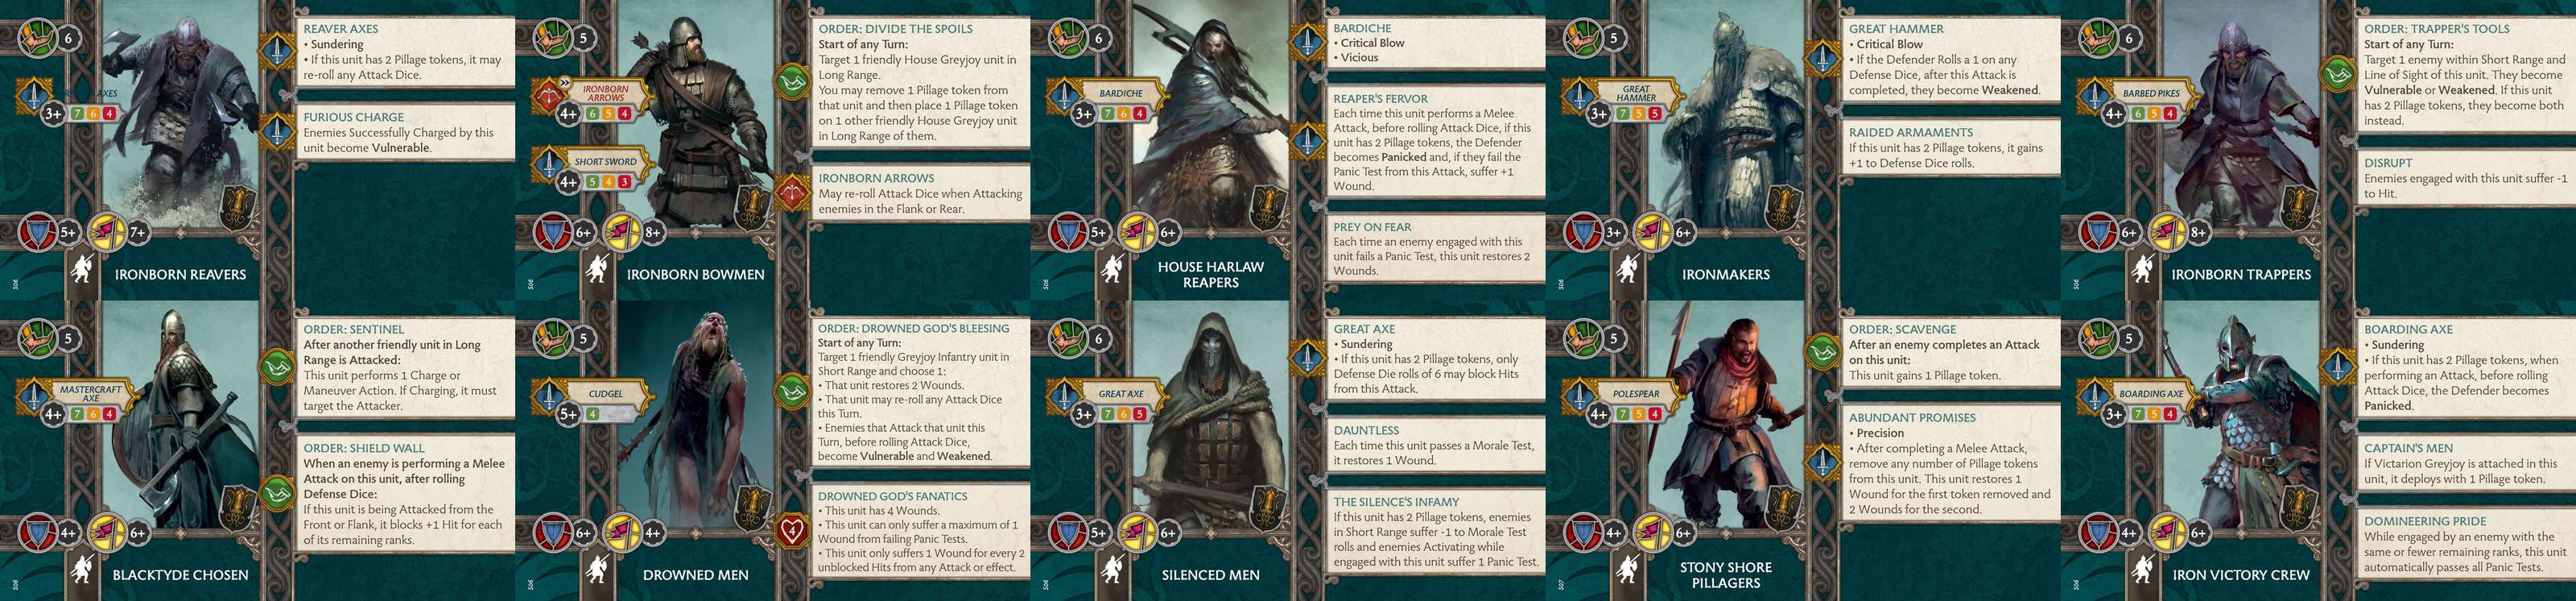 6
REAVER AXES
• Sundering
• If this unit has 2 Pillage tokens, it may
re-roll any Attack Dice.
3+
7 6 4
FURIOUS CHARGE
Enemies Successfully Charged by this
unit become Vulnerable.
5+
7+
IRONBORN REAVERS
S06
5
IRONBORN
ARROWS
4+
6 5 4
SHORT SWORD
4+
5 4 3
ORDER: DIVIDE THE SPOILS
Start of any Turn:
Target 1 friendly House Greyjoy unit in
Long Range.
You may remove 1 Pillage token from
that unit and then place 1 Pillage token
on 1 other friendly House Greyjoy unit
in Long Range of them.
IRONBORN ARROWS
May re-roll Attack Dice when Attacking
enemies in the Flank or Rear.
6+
8+
IRONBORN BOWMEN
S06
6
BARDICHE
3+
7 6 4
BARDICHE
• Critical Blow
• Vicious
REAPER'S FERVOR
Each time this unit performs a Melee
Attack, before rolling Attack Dice, if this
unit has 2 Pillage tokens, the Defender
becomes Panicked and, if they fail the
Panic Test from this Attack, suffer +1
Wound.
PREY ON FEAR
Each time an enemy engaged with this
unit fails a Panic Test, this unit restores 2
Wounds.
5+
6+
HOUSE HARLAW
REAPERS
S06
5
GREAT
HAMMER
3+
7 5 5
GREAT HAMMER
• Critical Blow
• If the Defender Rolls a 1 on any
Defense Dice, after this Attack is
completed, they become Weakened.
RAIDED ARMAMENTS
If this unit has 2 Pillage tokens, it gains
+1 to Defense Dice rolls.
3+
6+
IRONMAKERS
S06
6
BARBED PIKES
4+
6 5 4
ORDER: TRAPPER'S TOOLS
Start of any Turn:
Target 1 enemy within Short Range and
Line of Sight of this unit. They become
Vulnerable or Weakened. If this unit
has 2 Pillage tokens, they become both
instead.
DISRUPT
Enemies engaged with this unit suffer -1
to Hit.
6+
8+
IRONBORN TRAPPERS
S06
5
MASTERCRAFT
AXE
4+
7 6 4
ORDER: SENTINEL
After another friendly unit in Long
Range is Attacked:
This unit performs 1 Charge or
Maneuver Action. If Charging, it must
target the Attacker.
ORDER: SHIELD WALL
When an enemy is performing a Melee
Attack on this unit, after rolling
Defense Dice:
If this unit is being Attacked from the
Front or Flank, it blocks +1 Hit for each
of its remaining ranks.
4+
6+
BLACKTYDE CHOSEN
S06
5
CUDGEL
5+
4
ORDER: DROWNED GOD'S BLEESING
Start of any Turn:
Target 1 friendly Greyjoy Infantry unit in
Short Range and choose 1:
• That unit restores 2 Wounds.
• That unit may re-roll any Attack Dice
this Turn.
• Enemies that Attack that unit this
Turn, before rolling Attack Dice,
become Vulnerable and Weakened.
DROWNED GOD'S FANATICS
• This unit has 4 Wounds.
• This unit can only suffer a maximum of 1
Wound from failing Panic Tests.
• This unit only suffers 1 Wound for every 2
unblocked Hits from any Attack or effect.
4
6+
4+
DROWNED MEN
S06
6
GREAT AXE
3+
7 6 5
GREAT AXE
• Sundering
• If this unit has 2 Pillage tokens, only
Defense Die rolls of 6 may block Hits
from this Attack.
DAUNTLESS
Each time this unit passes a Morale Test,
it restores 1 Wound.
THE SILENCE'S INFAMY
If this unit has 2 Pillage tokens, enemies
in Short Range suffer -1 to Morale Test
rolls and enemies Activating while
engaged with this unit suffer 1 Panic Test.
5+
6+
SILENCED MEN
S06
5
POLESPEAR
4+
7 5 4
ORDER: SCAVENGE
After an enemy completes an Attack
on this unit:
This unit gains 1 Pillage token.
ABUNDANT PROMISES
• Precision
• After completing a Melee Attack,
remove any number of Pillage tokens
from this unit. This unit restores 1
Wound for the first token removed and
2 Wounds for the second.
4+
6+
STONY SHORE
PILLAGERS
S07
5
BOARDING AXE
3+
7 5 4
BOARDING AXE
• Sundering
• If this unit has 2 Pillage tokens, when
performing an Attack, before rolling
Attack Dice, the Defender becomes
Panicked.
CAPTAIN'S MEN
If Victarion Greyjoy is attached in this
unit, it deploys with 1 Pillage token.
DOMINEERING PRIDE
While engaged by an enemy with the
same or fewer remaining ranks, this unit
automatically passes all Panic Tests.
4+
6+
IRON VICTORY CREW
S06